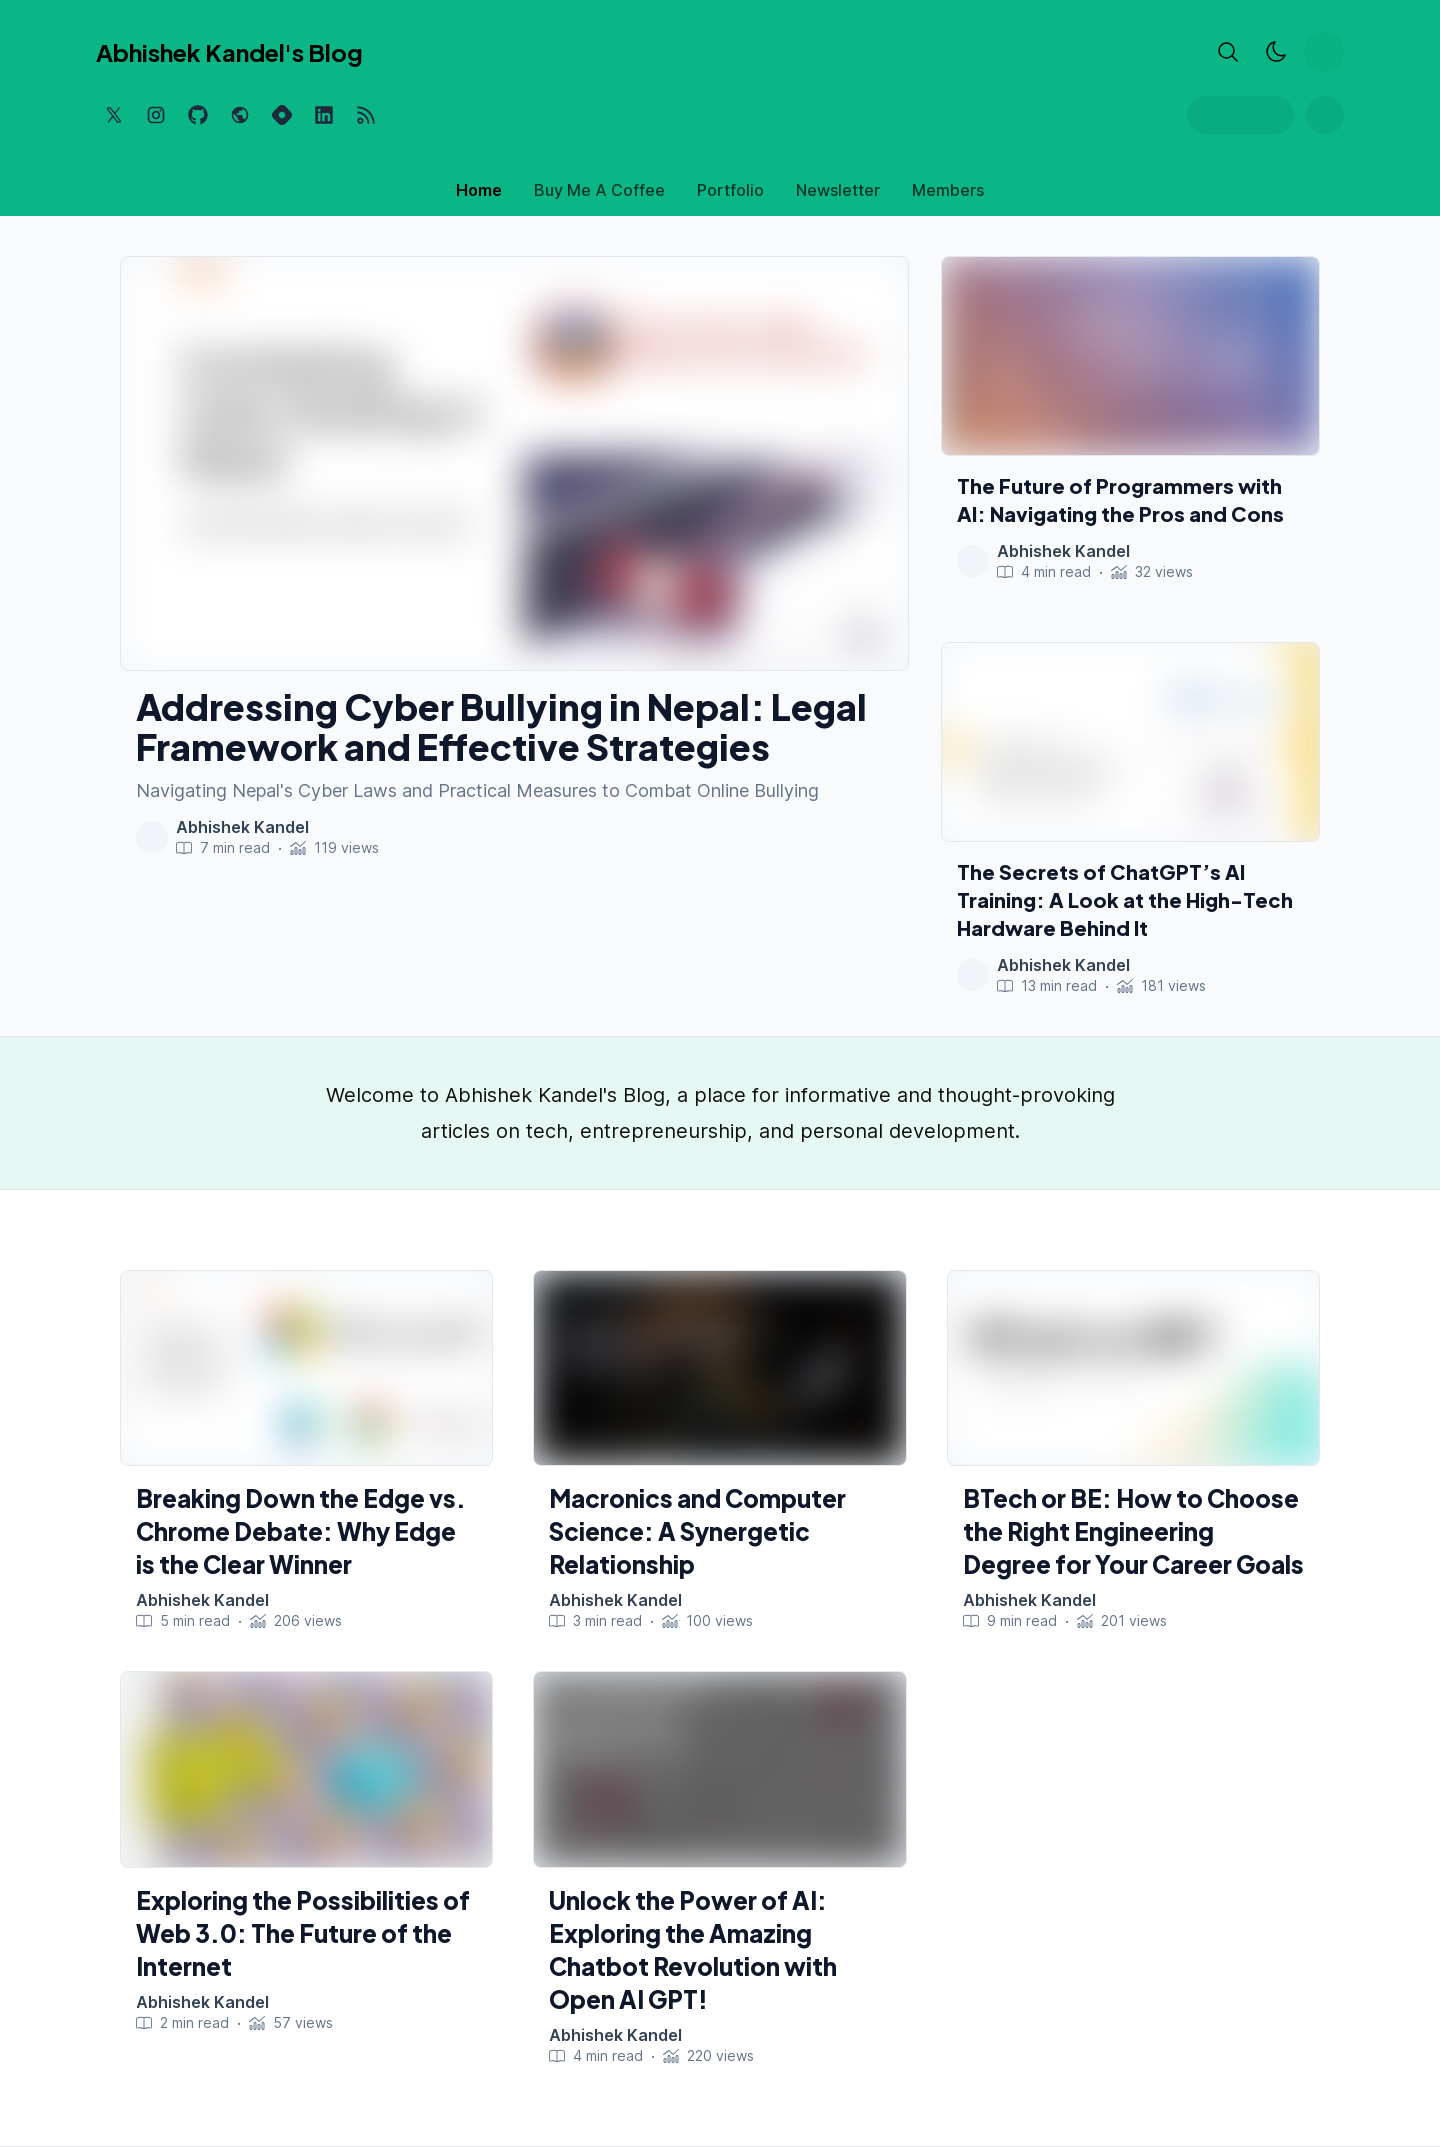 Abhishek Kandel's Blog
Home
Buy Me A Coffee
Portfolio
Newsletter
Members
Addressing Cyber Bullying in Nepal: Legal
Framework and Effective Strategies
Navigating Nepal's Cyber Laws and Practical Measures to Combat Online Bullying
Abhishek Kandel
7 min read · 119 views
The Future of Programmers with
AI: Navigating the Pros and Cons
Abhishek Kandel
4 min read · 32 views
The Secrets of ChatGPT’s AI
Training: A Look at the High-Tech
Hardware Behind It
Abhishek Kandel
13 min read · 181 views
Welcome to Abhishek Kandel's Blog, a place for informative and thought-provoking
articles on tech, entrepreneurship, and personal development.
Breaking Down the Edge vs.
Chrome Debate: Why Edge
is the Clear Winner
Abhishek Kandel
5 min read · 206 views
Macronics and Computer
Science: A Synergetic
Relationship
Abhishek Kandel
3 min read · 100 views
BTech or BE: How to Choose
the Right Engineering
Degree for Your Career Goals
Abhishek Kandel
9 min read · 201 views
Exploring the Possibilities of
Web 3.0: The Future of the
Internet
Abhishek Kandel
2 min read · 57 views
Unlock the Power of AI:
Exploring the Amazing
Chatbot Revolution with
Open AI GPT!
Abhishek Kandel
4 min read · 220 views